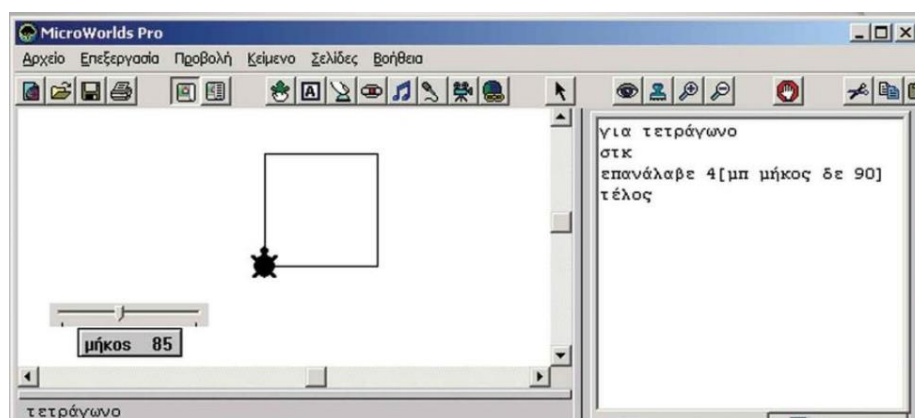 MicroWorlds Pro
Αρχείο Επεξεργασία Προβολή Κείμενο Σελίδες Βοήθεια
για τετράγωνο
στκ
επανάλαβε 4[μπ μήκος δε 90]
τέλος
μήκος 85
τετράγωνο